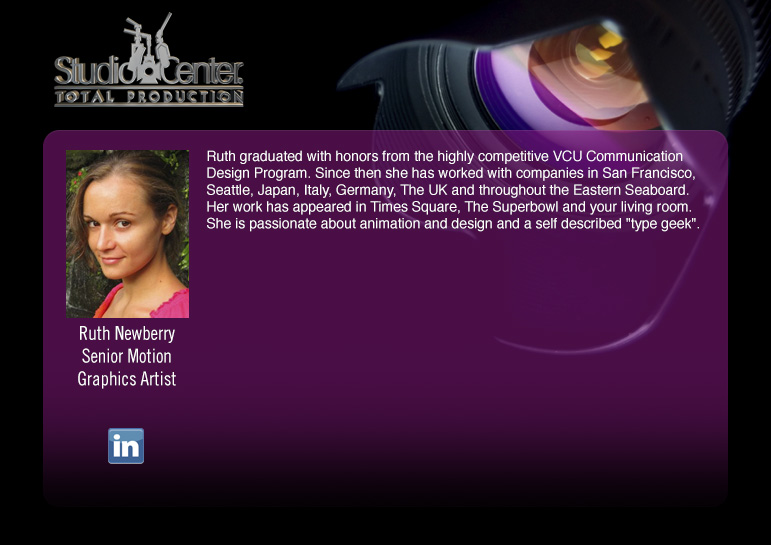 Studio Center
TOTAL PRODUCTION
Ruth graduated with honors from the highly competitive VCU Communication
Design Program. Since then she has worked with companies in San Francisco,
Seattle, Japan, Italy, Germany, The UK and throughout the Eastern Seaboard.
Her work has appeared in Times Square, The Superbowl and your living room.
She is passionate about animation and design and a self described "type geek".
Ruth Newberry
Senior Motion
Graphics Artist
in